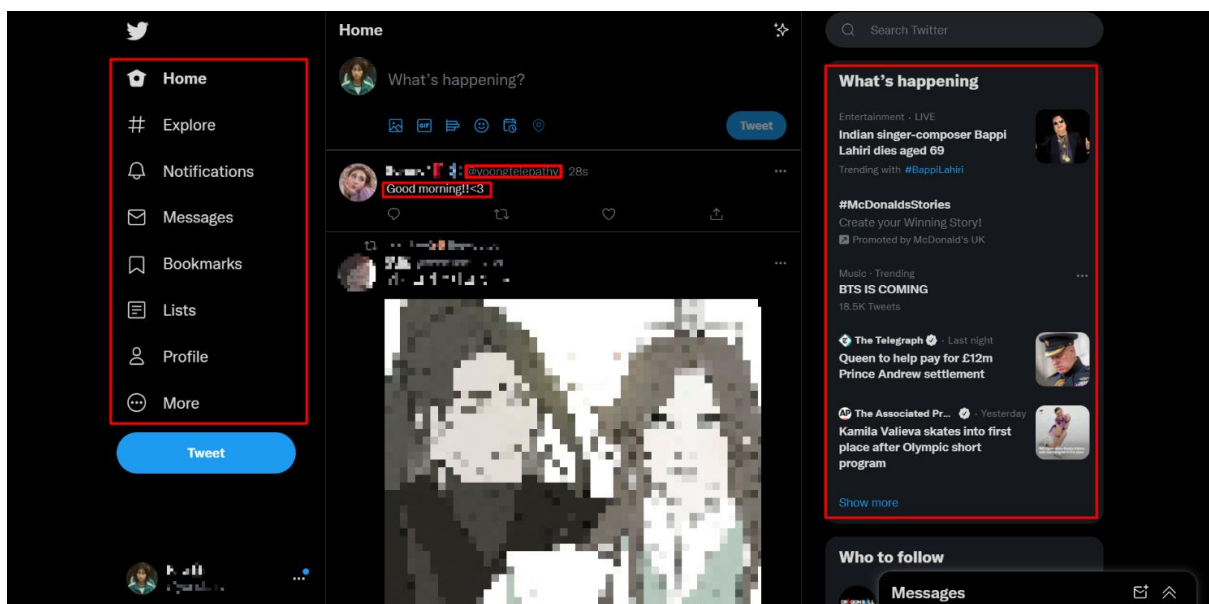 Home
Explore
Notifications
Messages
Bookmarks
Lists
Profile
More
Tweet
Home
What's happening?
GIF
Tweet
@yoongtelepathy · 28s
Good morning!!<3
Search Twitter
What's happening
Entertainment · LIVE
Indian singer-composer Bappi
Lahiri dies aged 69
Trending with #BappiLahiri
#McDonaldsStories
Create your Winning Story!
Promoted by McDonald's UK
Music · Trending
BTS IS COMING
18.5K Tweets
The Telegraph · Last night
Queen to help pay for £12m
Prince Andrew settlement
AP The Associated Pr... · Yesterday
Kamila Valieva skates into first
place after Olympic short
program
Show more
Who to follow
Messages